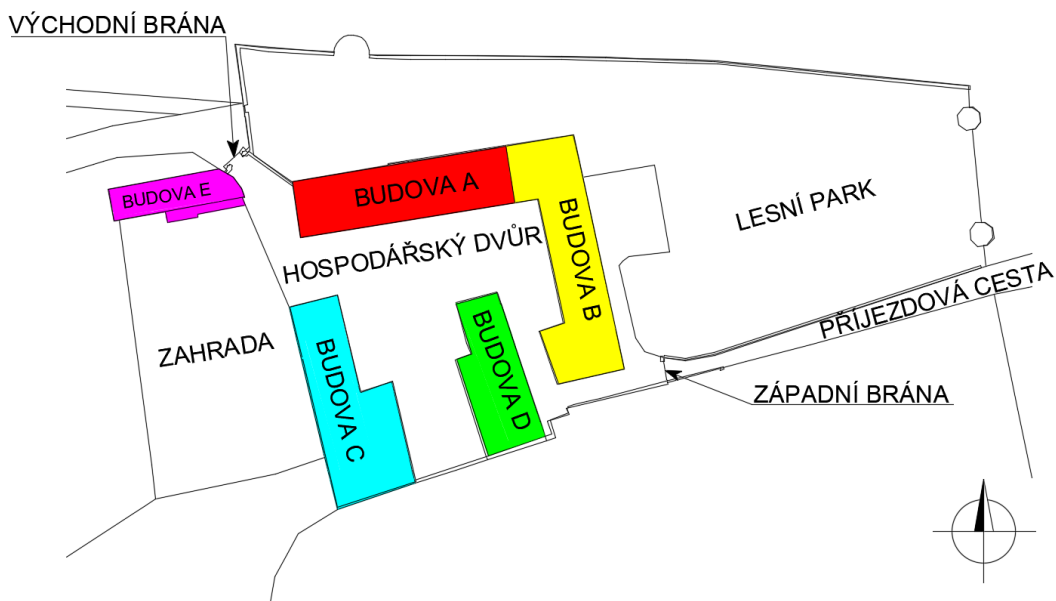 VÝCHODNÍ BRÁNA
BUDOVA A
BUDOVA E
LESNÍ PARK
BUDOVA B
HOSPODÁŘSKÝ DVŮR
PŘÍJEZDOVÁ CESTA
ZAHRADA
BUDOVA C
BUDOVA D
ZÁPADNÍ BRÁNA